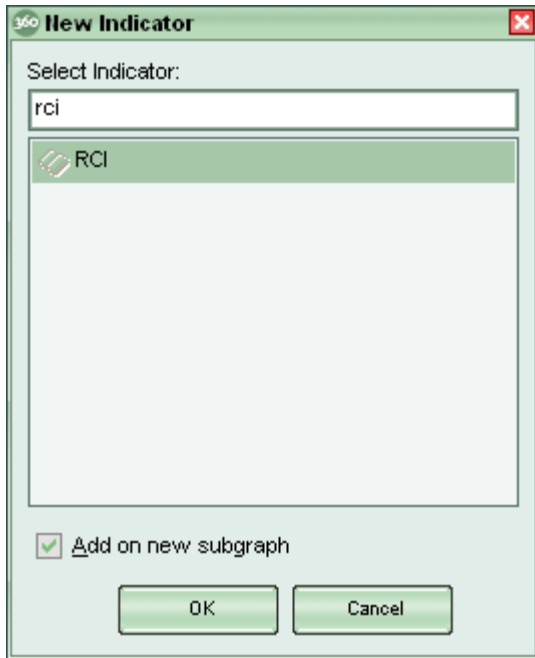 360 New Indicator
Select Indicator:
rci
RCI
Add on new subgraph
OK
Cancel